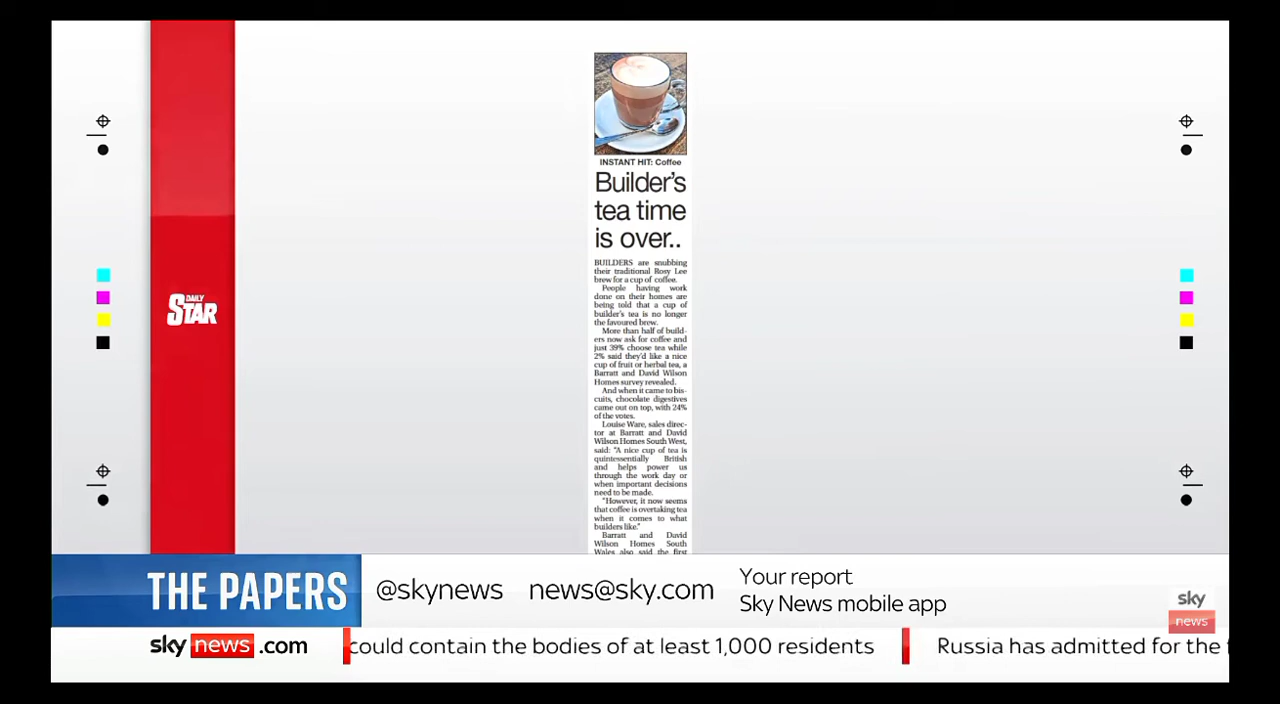 INSTANT HIT: Coffee
Builder's
tea time
is over..
BUILDERS are snubbing
their traditional Rosy Lee
brew for a cup of coffee.
People having work
done on their homes are
being told that a cup of
builder's tea is no longer
the favoured brew.
More than half of build-
ers now ask for coffee and
just 39% choose tea while
2% said they'd like a nice
cup of fruit or herbal tea, a
Barratt and David Wilson
Homes survey revealed.
And when it came to bis-
cuits, chocolate digestives
came out on top, with 24%
of the votes.
Louise Ware, sales direc-
tor at Barratt and David
Wilson Homes South West,
said: "A nice cup of tea is
quintessentially British
and helps power us
through the work day or
when important decisions
need to be made.
"However, it now seems
that coffee is overtaking tea
when it comes to what
builders like."
Barratt and David
Wilson Homes South
Wales also said the first
DAILY
STAR
THE PAPERS
@skynews news@sky.com
Your report
Sky News mobile app
sky
news
sky news .com
could contain the bodies of at least 1,000 residents
Russia has admitted for the